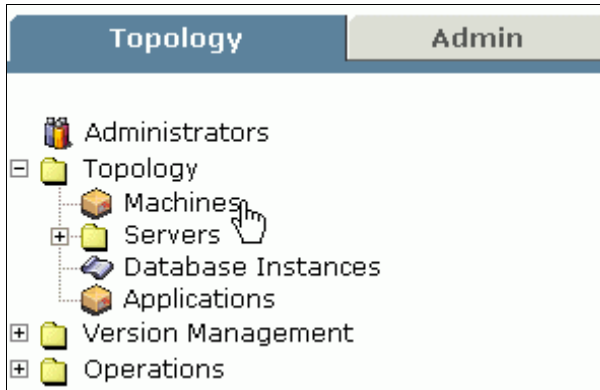 Topology Admin
Administrators
Topology
Machines
Servers
Database Instances
Applications
Version Management
Operations